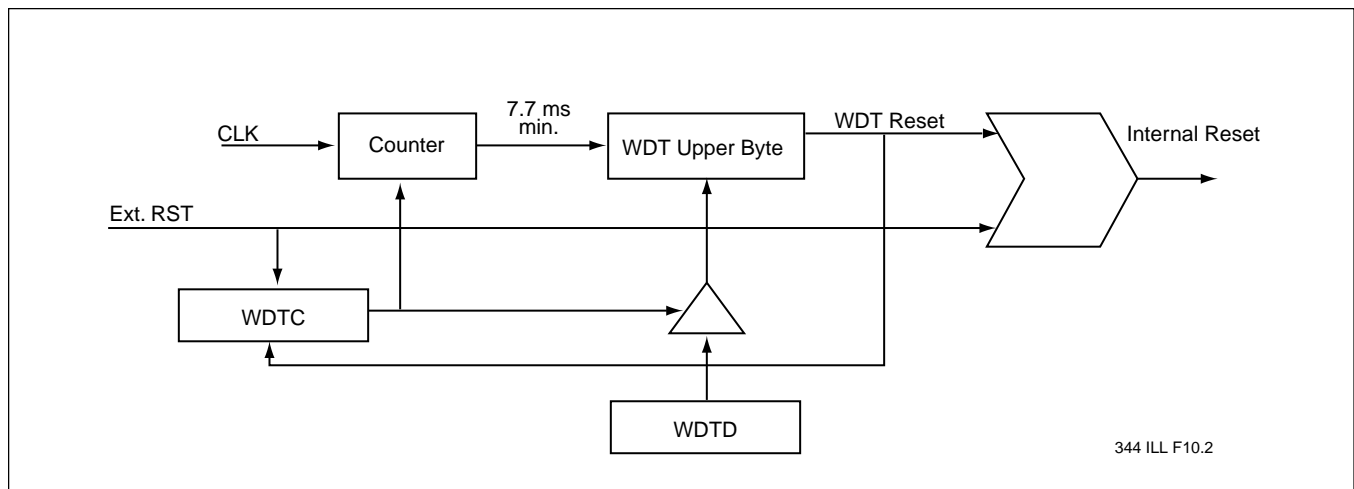 7.7 ms
min.
CLK
Counter
WDT Upper Byte
WDT Reset
Internal Reset
Ext. RST
WDTC
WDTD
344 ILL F10.2